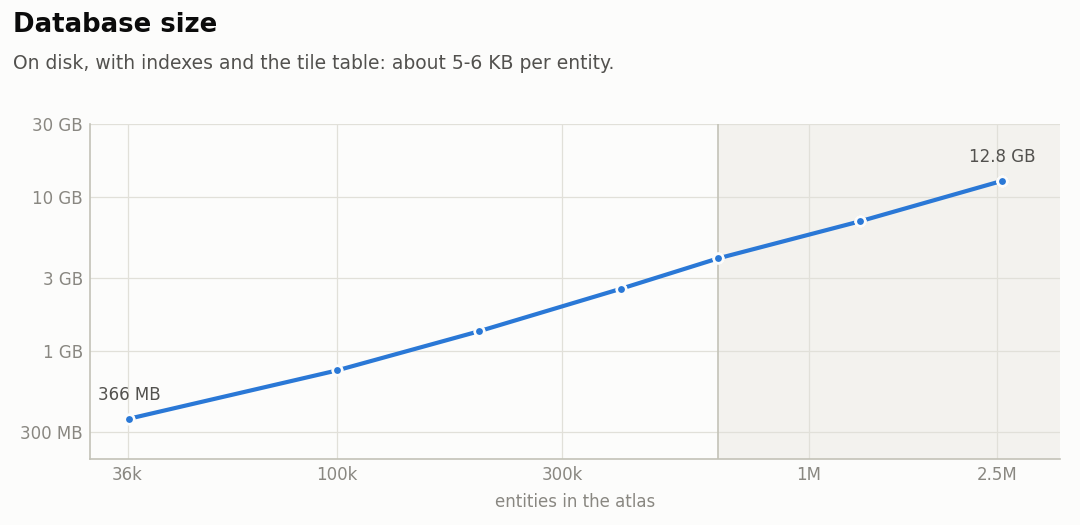 Database size
On disk, with indexes and the tile table: about 5-6 KB per entity.
30 GB
12.8 GB
10 GB
3 GB
1 GB
366 MB
300 MB
36k 100k 300k 1M 2.5M
entities in the atlas